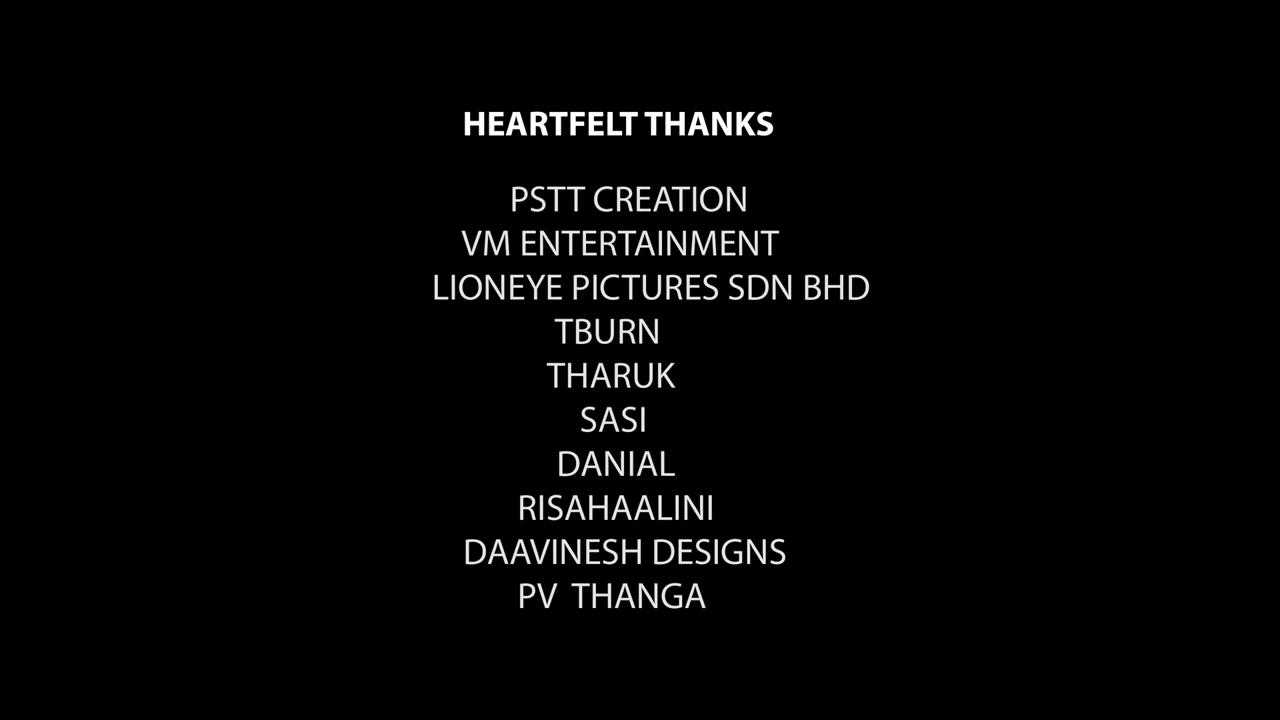 HEARTFELT THANKS
PSTT CREATION
VM ENTERTAINMENT
LIONEYE PICTURES SDN BHD
TBURN
THARUK
SASI
DANIAL
RISAHAALINI
DAAVINESH DESIGNS
PV  THANGA